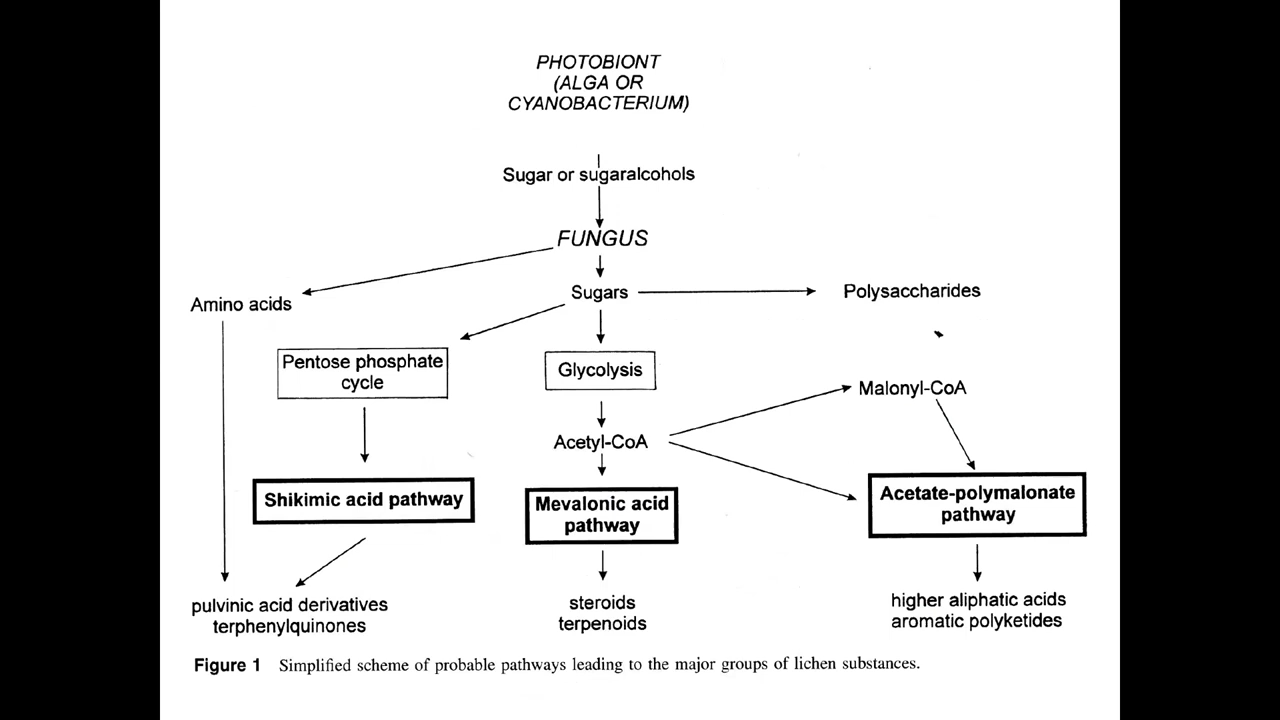 PHOTOBIONT
(ALGA OR
CYANOBACTERIUM)
Sugar or sugaralcohols
FUNGUS
Amino acids
Sugars
Polysaccharides
Pentose phosphate
cycle
Glycolysis
Malonyl-CoA
Acetyl-CoA
Shikimic acid pathway
Mevalonic acid
pathway
Acetate-polymalonate
pathway
pulvinic acid derivatives
terphenylquinones
steroids
terpenoids
higher aliphatic acids
aromatic polyketides
Figure 1 Simplified scheme of probable pathways leading to the major groups of lichen substances.